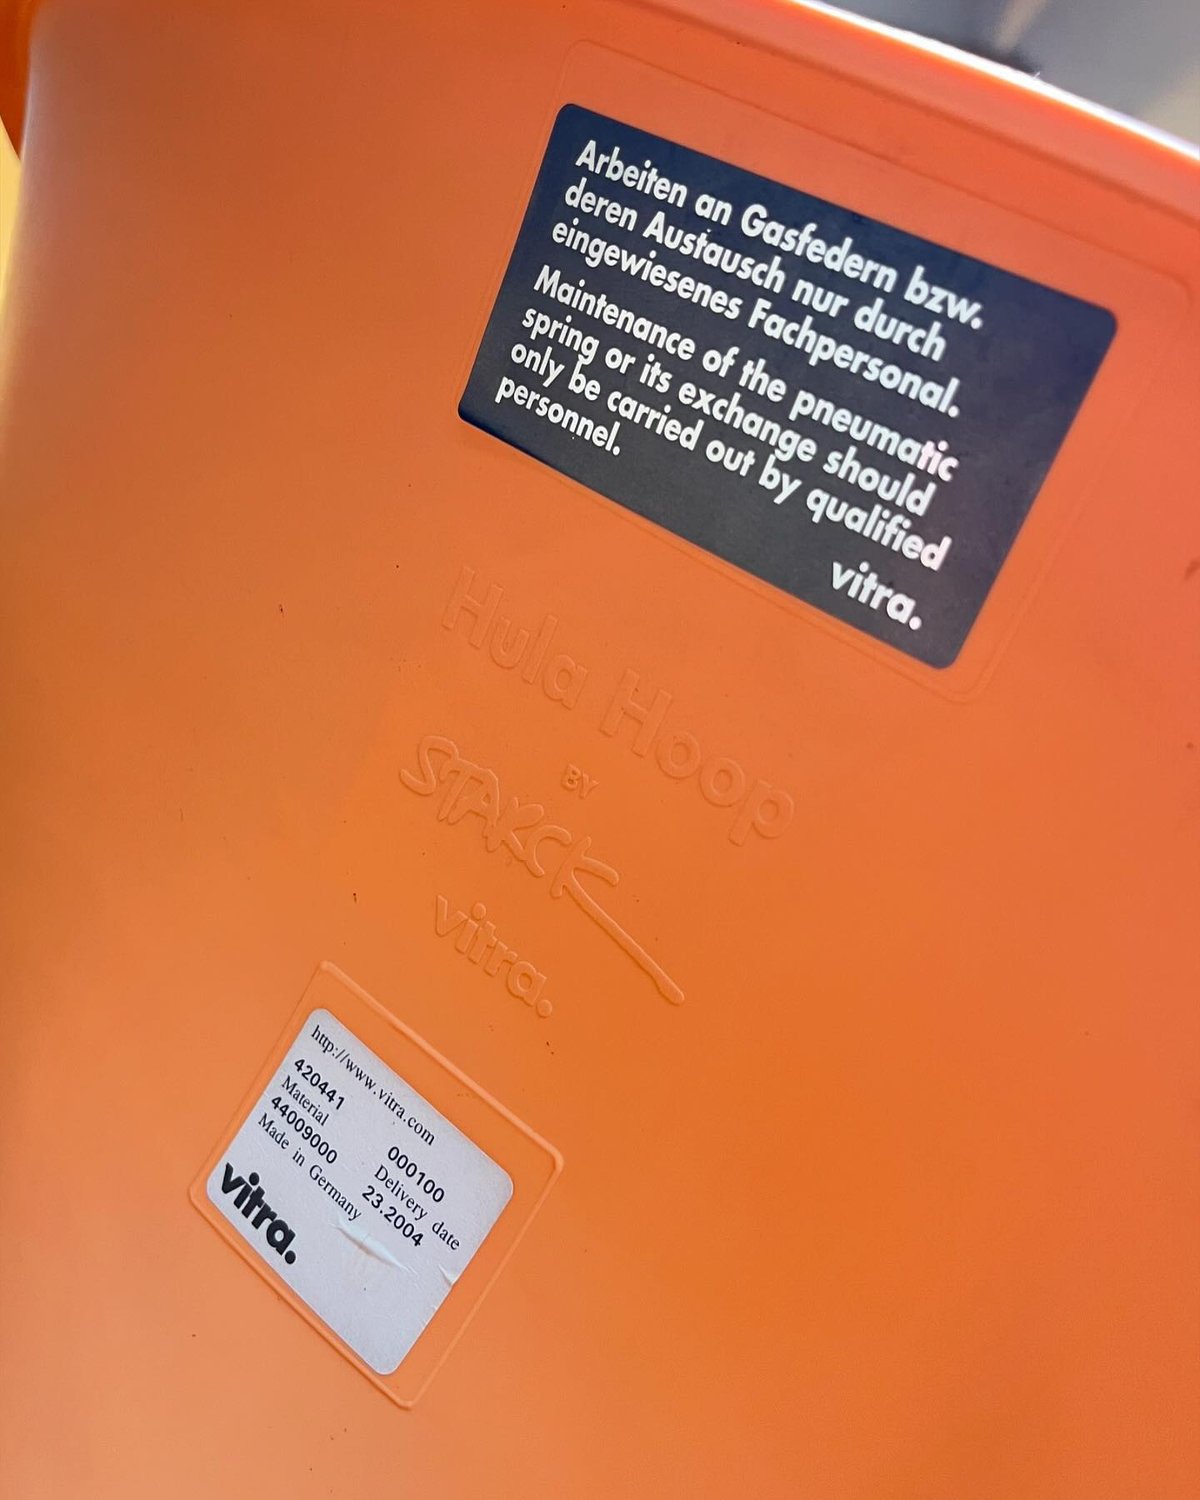 Arbeiten an Gasfedern bzw.
deren Austausch nur durch
eingewiesenes Fachpersonal.
Maintenance of the pneumatic
spring or its exchange should
only be carried out by qualified
personnel.
vitra.
Hula Hoop
BY
STARCK
vitra.
http://www.vitra.com
420441 000100
Material Delivery date
44009000 23.2004
Made in Germany
vitra.